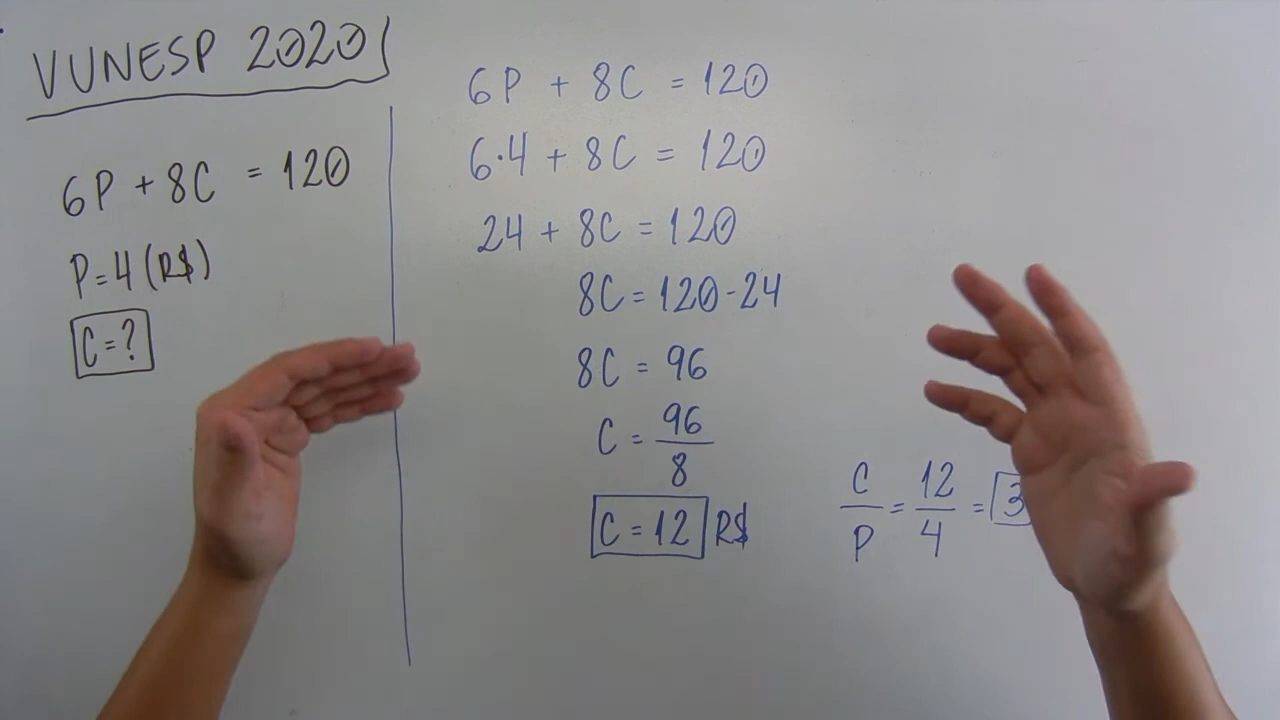 VUNESP 2020
6P + 8C = 120
P = 4 (R$)
C = ?
6P + 8C = 120
6·4 + 8C = 120
24 + 8C = 120
8C = 120 - 24
8C = 96
C = 96/8
C = 12 R$
C/P = 12/4 = 3